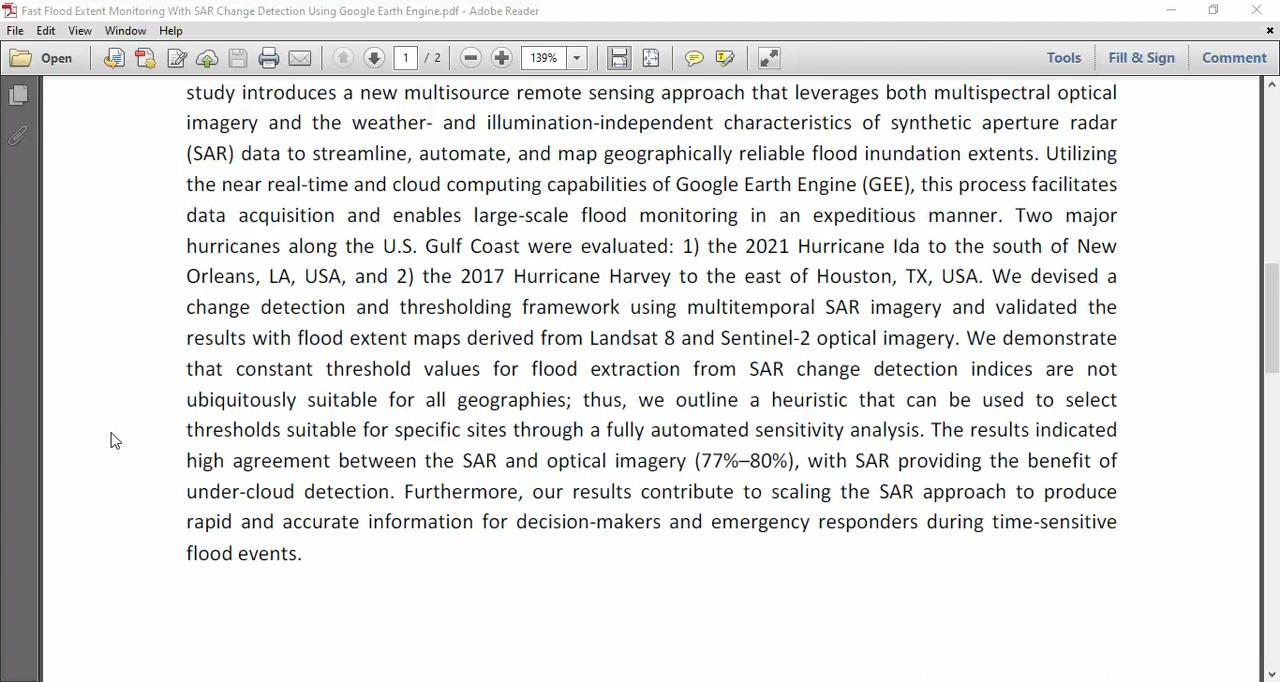 Fast Flood Extent Monitoring With SAR Change Detection Using Google Earth Engine.pdf - Adobe Reader
File Edit View Window Help
Open 1 / 2 139% Tools Fill & Sign Comment
study introduces a new multisource remote sensing approach that leverages both multispectral optical
imagery and the weather- and illumination-independent characteristics of synthetic aperture radar
(SAR) data to streamline, automate, and map geographically reliable flood inundation extents. Utilizing
the near real-time and cloud computing capabilities of Google Earth Engine (GEE), this process facilitates
data acquisition and enables large-scale flood monitoring in an expeditious manner. Two major
hurricanes along the U.S. Gulf Coast were evaluated: 1) the 2021 Hurricane Ida to the south of New
Orleans, LA, USA, and 2) the 2017 Hurricane Harvey to the east of Houston, TX, USA. We devised a
change detection and thresholding framework using multitemporal SAR imagery and validated the
results with flood extent maps derived from Landsat 8 and Sentinel-2 optical imagery. We demonstrate
that constant threshold values for flood extraction from SAR change detection indices are not
ubiquitously suitable for all geographies; thus, we outline a heuristic that can be used to select
thresholds suitable for specific sites through a fully automated sensitivity analysis. The results indicated
high agreement between the SAR and optical imagery (77%–80%), with SAR providing the benefit of
under-cloud detection. Furthermore, our results contribute to scaling the SAR approach to produce
rapid and accurate information for decision-makers and emergency responders during time-sensitive
flood events.